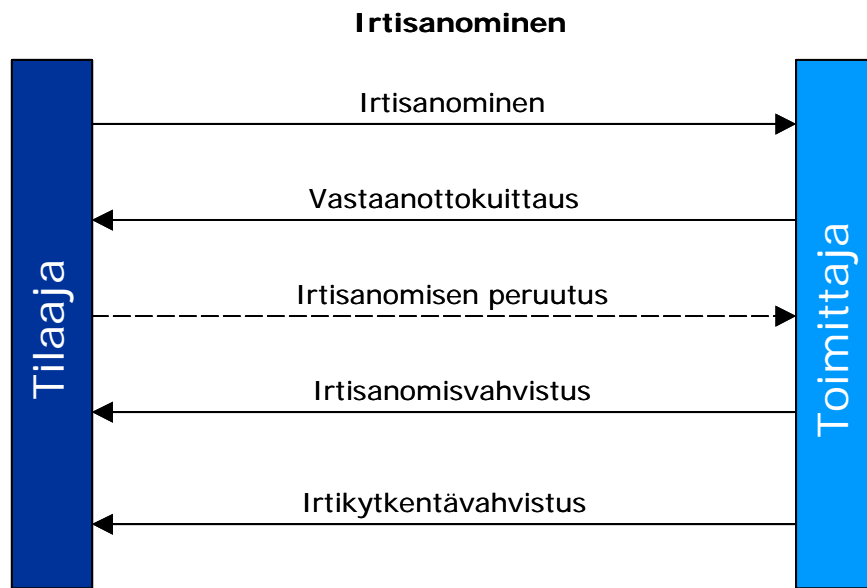 Irtisanominen
Irtisanominen
Vastaanottokuittaus
Irtisanomisen peruutus
Irtisanomisvahvistus
Irtikytkentävahvistus
Tilaaja
Toimittaja